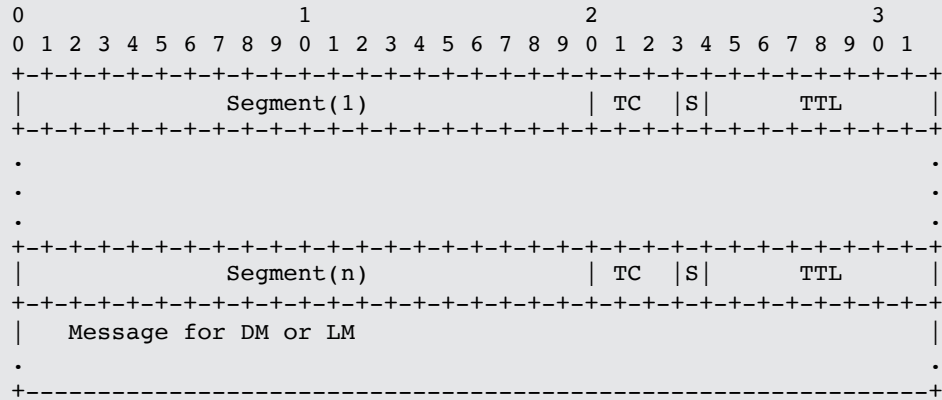 0                   1                   2                   3
0 1 2 3 4 5 6 7 8 9 0 1 2 3 4 5 6 7 8 9 0 1 2 3 4 5 6 7 8 9 0 1
+-+-+-+-+-+-+-+-+-+-+-+-+-+-+-+-+-+-+-+-+-+-+-+-+-+-+-+-+-+-+-+-+
|              Segment(1)               | TC  |S|      TTL      |
+-+-+-+-+-+-+-+-+-+-+-+-+-+-+-+-+-+-+-+-+-+-+-+-+-+-+-+-+-+-+-+-+
.                                                               .
.                                                               .
.                                                               .
+-+-+-+-+-+-+-+-+-+-+-+-+-+-+-+-+-+-+-+-+-+-+-+-+-+-+-+-+-+-+-+-+
|              Segment(n)               | TC  |S|      TTL      |
+-+-+-+-+-+-+-+-+-+-+-+-+-+-+-+-+-+-+-+-+-+-+-+-+-+-+-+-+-+-+-+-+
|   Message for DM or LM                                        |
.                                                               .
+---------------------------------------------------------------+